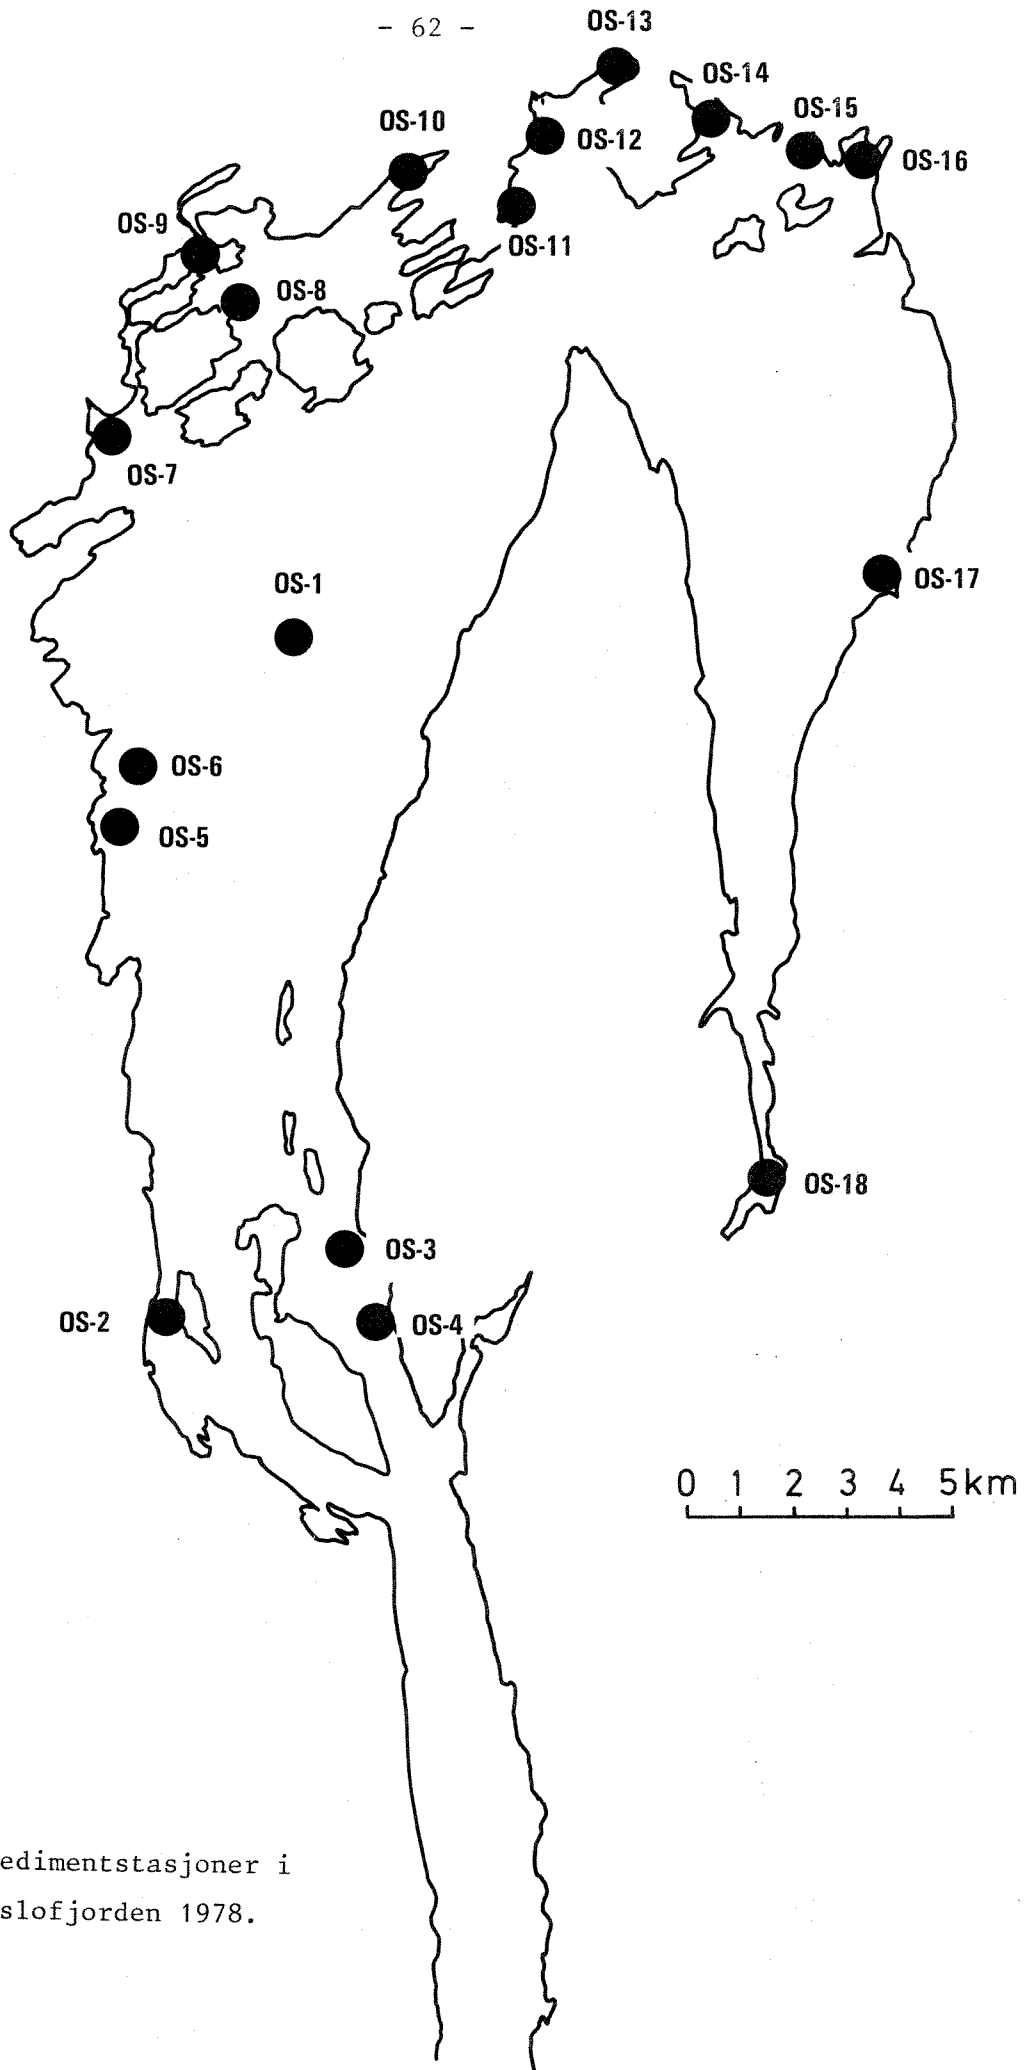 - 62 -
OS-13
OS-14
OS-15
OS-10
OS-12
OS-16
OS-9
OS-11
OS-8
OS-7
OS-17
OS-1
OS-6
OS-5
OS-18
OS-3
OS-2
OS-4
0 1 2 3 4 5km
edimentstasjoner i
slofjorden 1978.